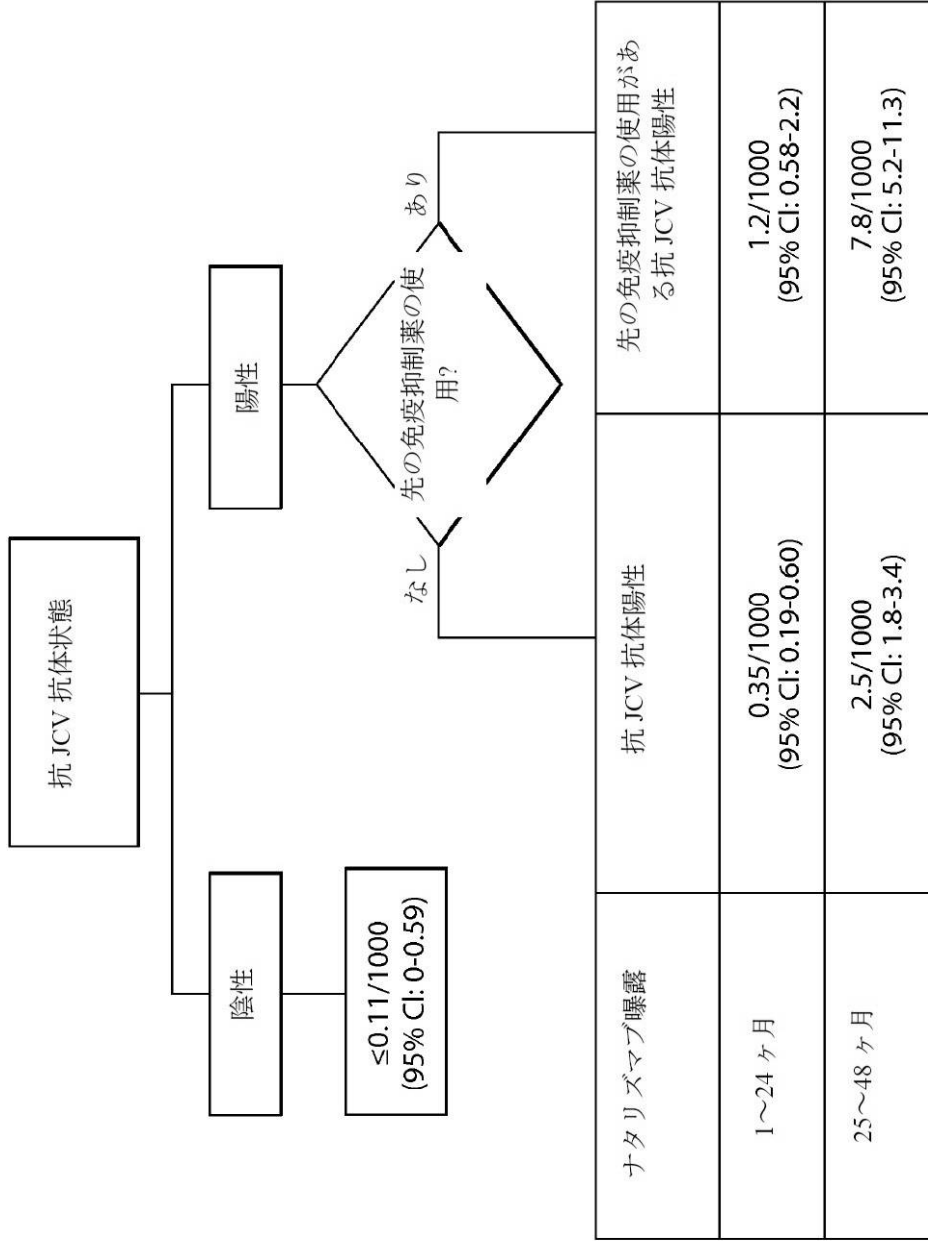 抗 JCV 抗体状態
陰性
陽性
≤0.11/1000
(95% CI: 0-0.59)
先の免疫抑制薬の使
用?
なし
あり
ナタリズマブ曝露
抗 JCV 抗体陽性
先の免疫抑制薬の使用があ
る抗 JCV 抗体陽性
1～24 ヶ月
0.35/1000
(95% CI: 0.19-0.60)
1.2/1000
(95% CI: 0.58-2.2)
25～48 ヶ月
2.5/1000
(95% CI: 1.8-3.4)
7.8/1000
(95% CI: 5.2-11.3)